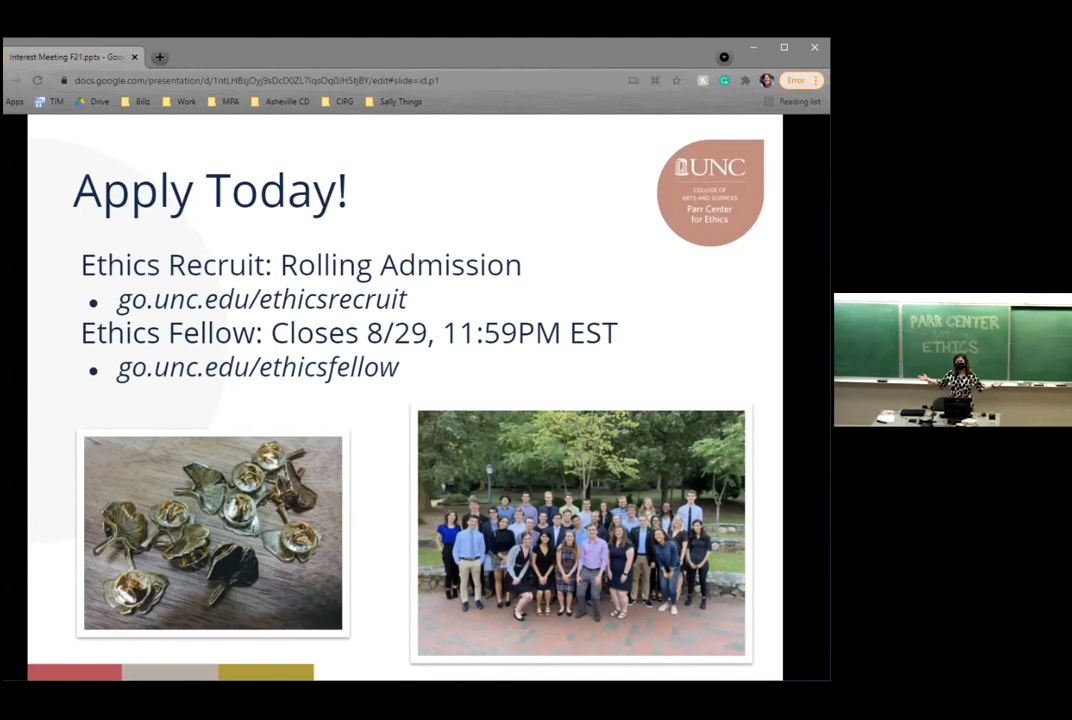 Interest Meeting F21.pptx - Goo
docs.google.com/presentation/d/1ntLHBsjOyj9sDcD0ZL7lqsOq0/H5tjBY/edit#slide=id.p1
Error
Apps TIM Drive Billz Work MPA Asheville CD CIPG Sally Things Reading list
Apply Today!
UNC
COLLEGE OF
ARTS AND SCIENCES
Parr Center
for Ethics
Ethics Recruit: Rolling Admission
• go.unc.edu/ethicsrecruit
Ethics Fellow: Closes 8/29, 11:59PM EST
• go.unc.edu/ethicsfellow
PARR CENTER
ETHICS